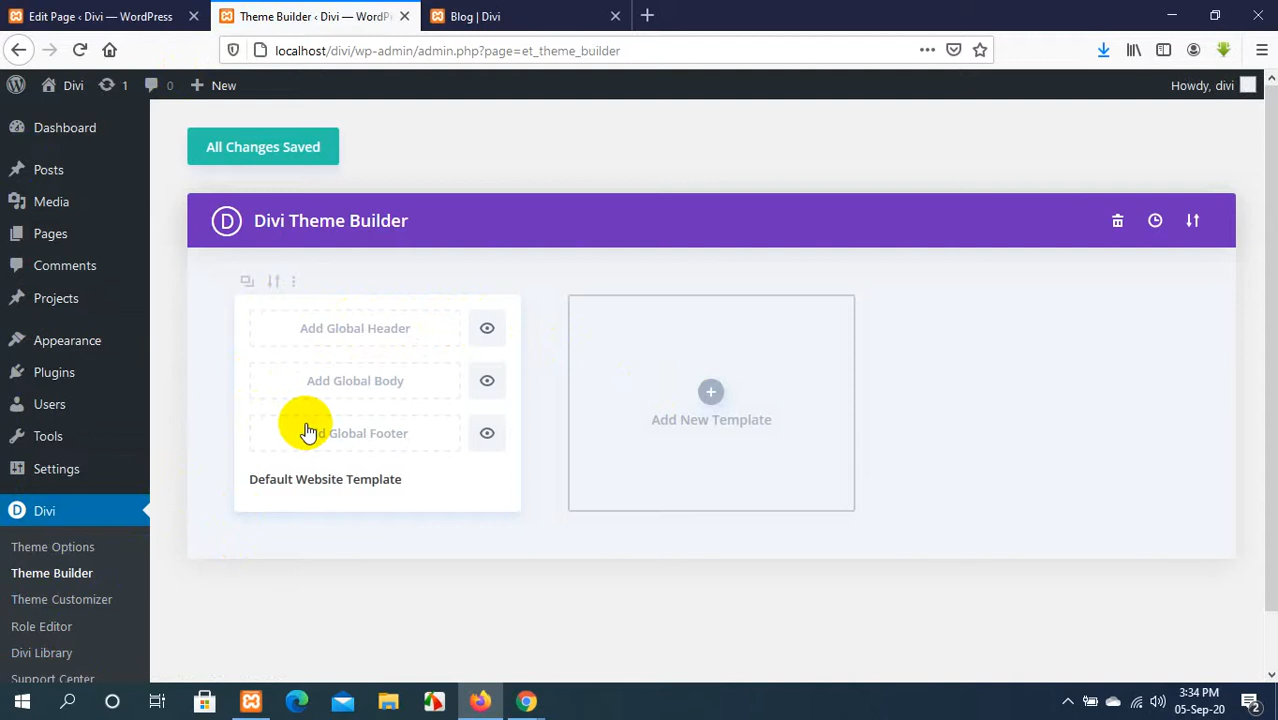 Edit Page ‹ Divi — WordPress
Theme Builder ‹ Divi — WordP
Blog | Divi
localhost/divi/wp-admin/admin.php?page=et_theme_builder
Divi
1
0
New
Howdy, divi
Dashboard
Posts
Media
Pages
Comments
Projects
Appearance
Plugins
Users
Tools
Settings
Divi
Theme Options
Theme Builder
Theme Customizer
Role Editor
Divi Library
Support Center
All Changes Saved
D Divi Theme Builder
Add Global Header
Add Global Body
Global Footer
Default Website Template
Add New Template
3:34 PM
05-Sep-20
2